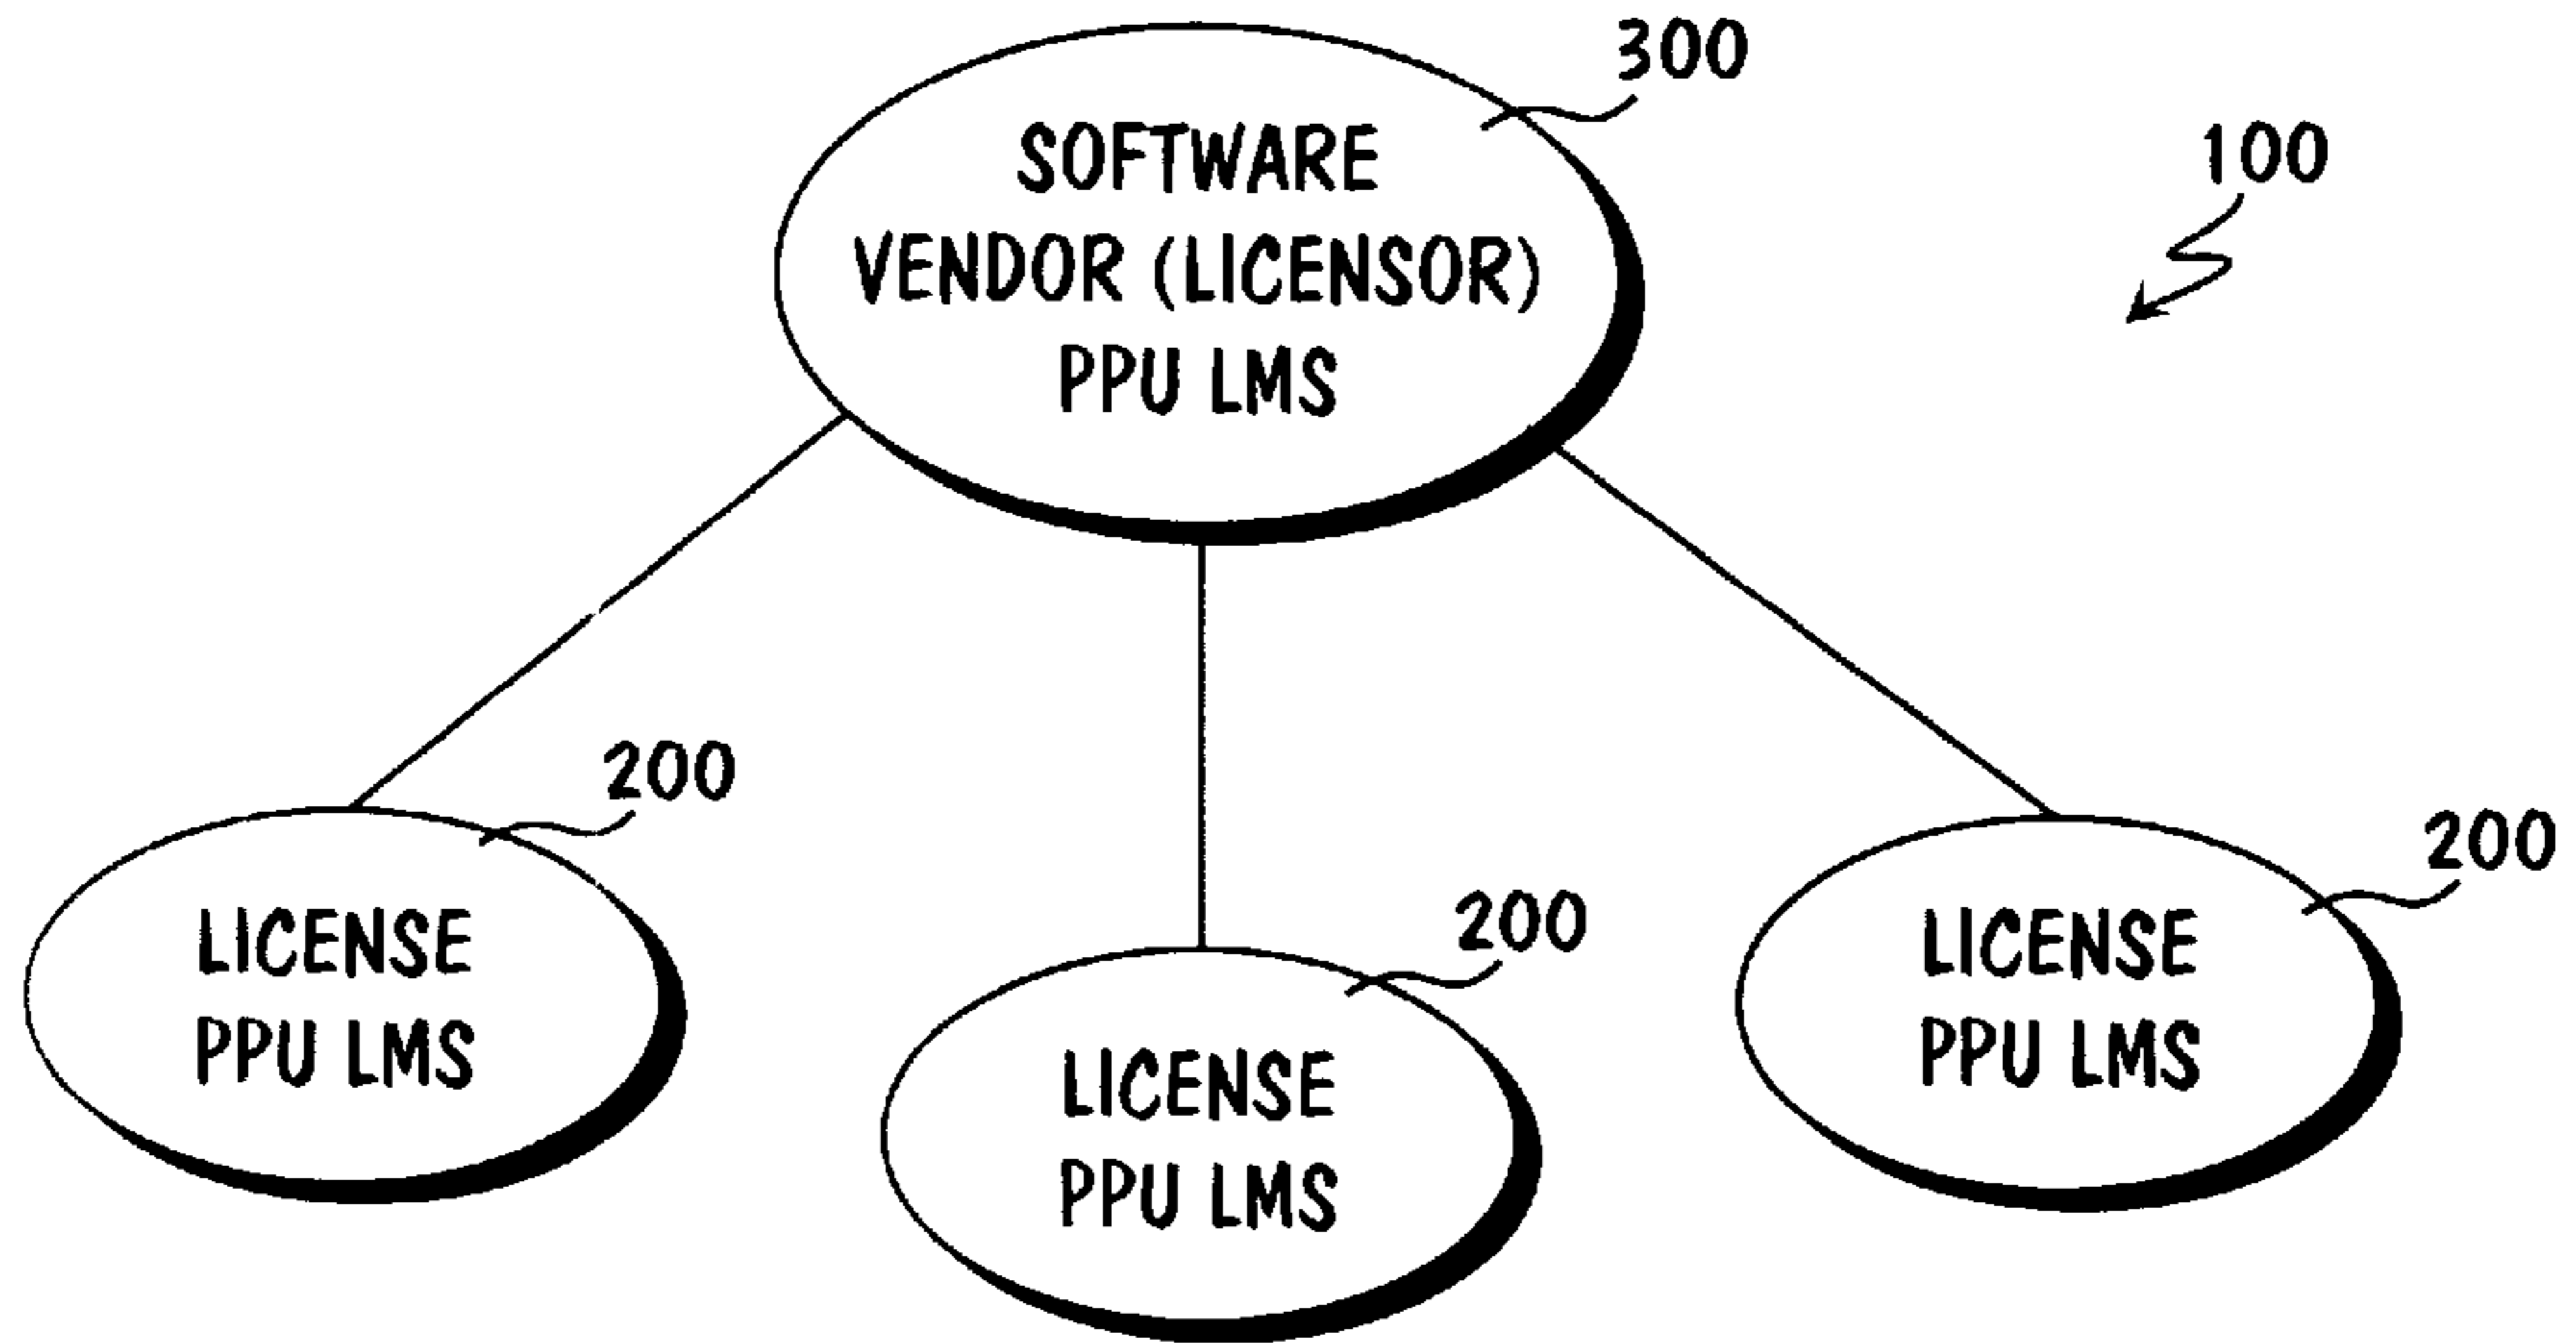 300
SOFTWARE
VENDOR (LICENSOR)
PPU LMS
100
200
LICENSE
PPU LMS
200
LICENSE
PPU LMS
200
LICENSE
PPU LMS